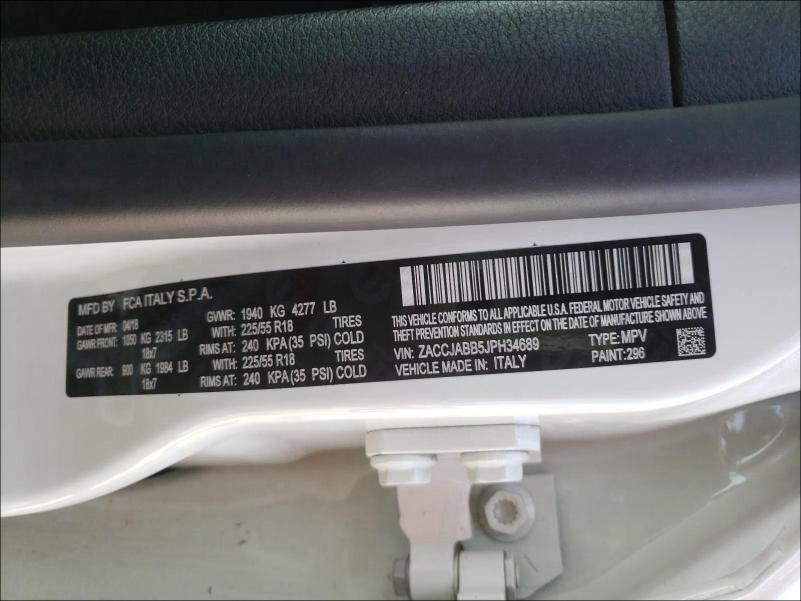 MFD BY FCA ITALY S.P.A.
DATE OF MFR: 04/18 GVWR: 1940 KG 4277 LB
GAWR FRONT: 1050 KG 2315 LB WITH: 225/55 R18 TIRES
18x7 RIMS AT: 240 KPA(35 PSI) COLD
GAWR REAR: 900 KG 1984 LB WITH: 225/55 R18 TIRES
18x7 RIMS AT: 240 KPA(35 PSI) COLD
THIS VEHICLE CONFORMS TO ALL APPLICABLE U.S.A. FEDERAL MOTOR VEHICLE SAFETY AND
THEFT PREVENTION STANDARDS IN EFFECT ON THE DATE OF MANUFACTURE SHOWN ABOVE
VIN: ZACCJABB5JPH34689 TYPE: MPV
VEHICLE MADE IN: ITALY PAINT: 296